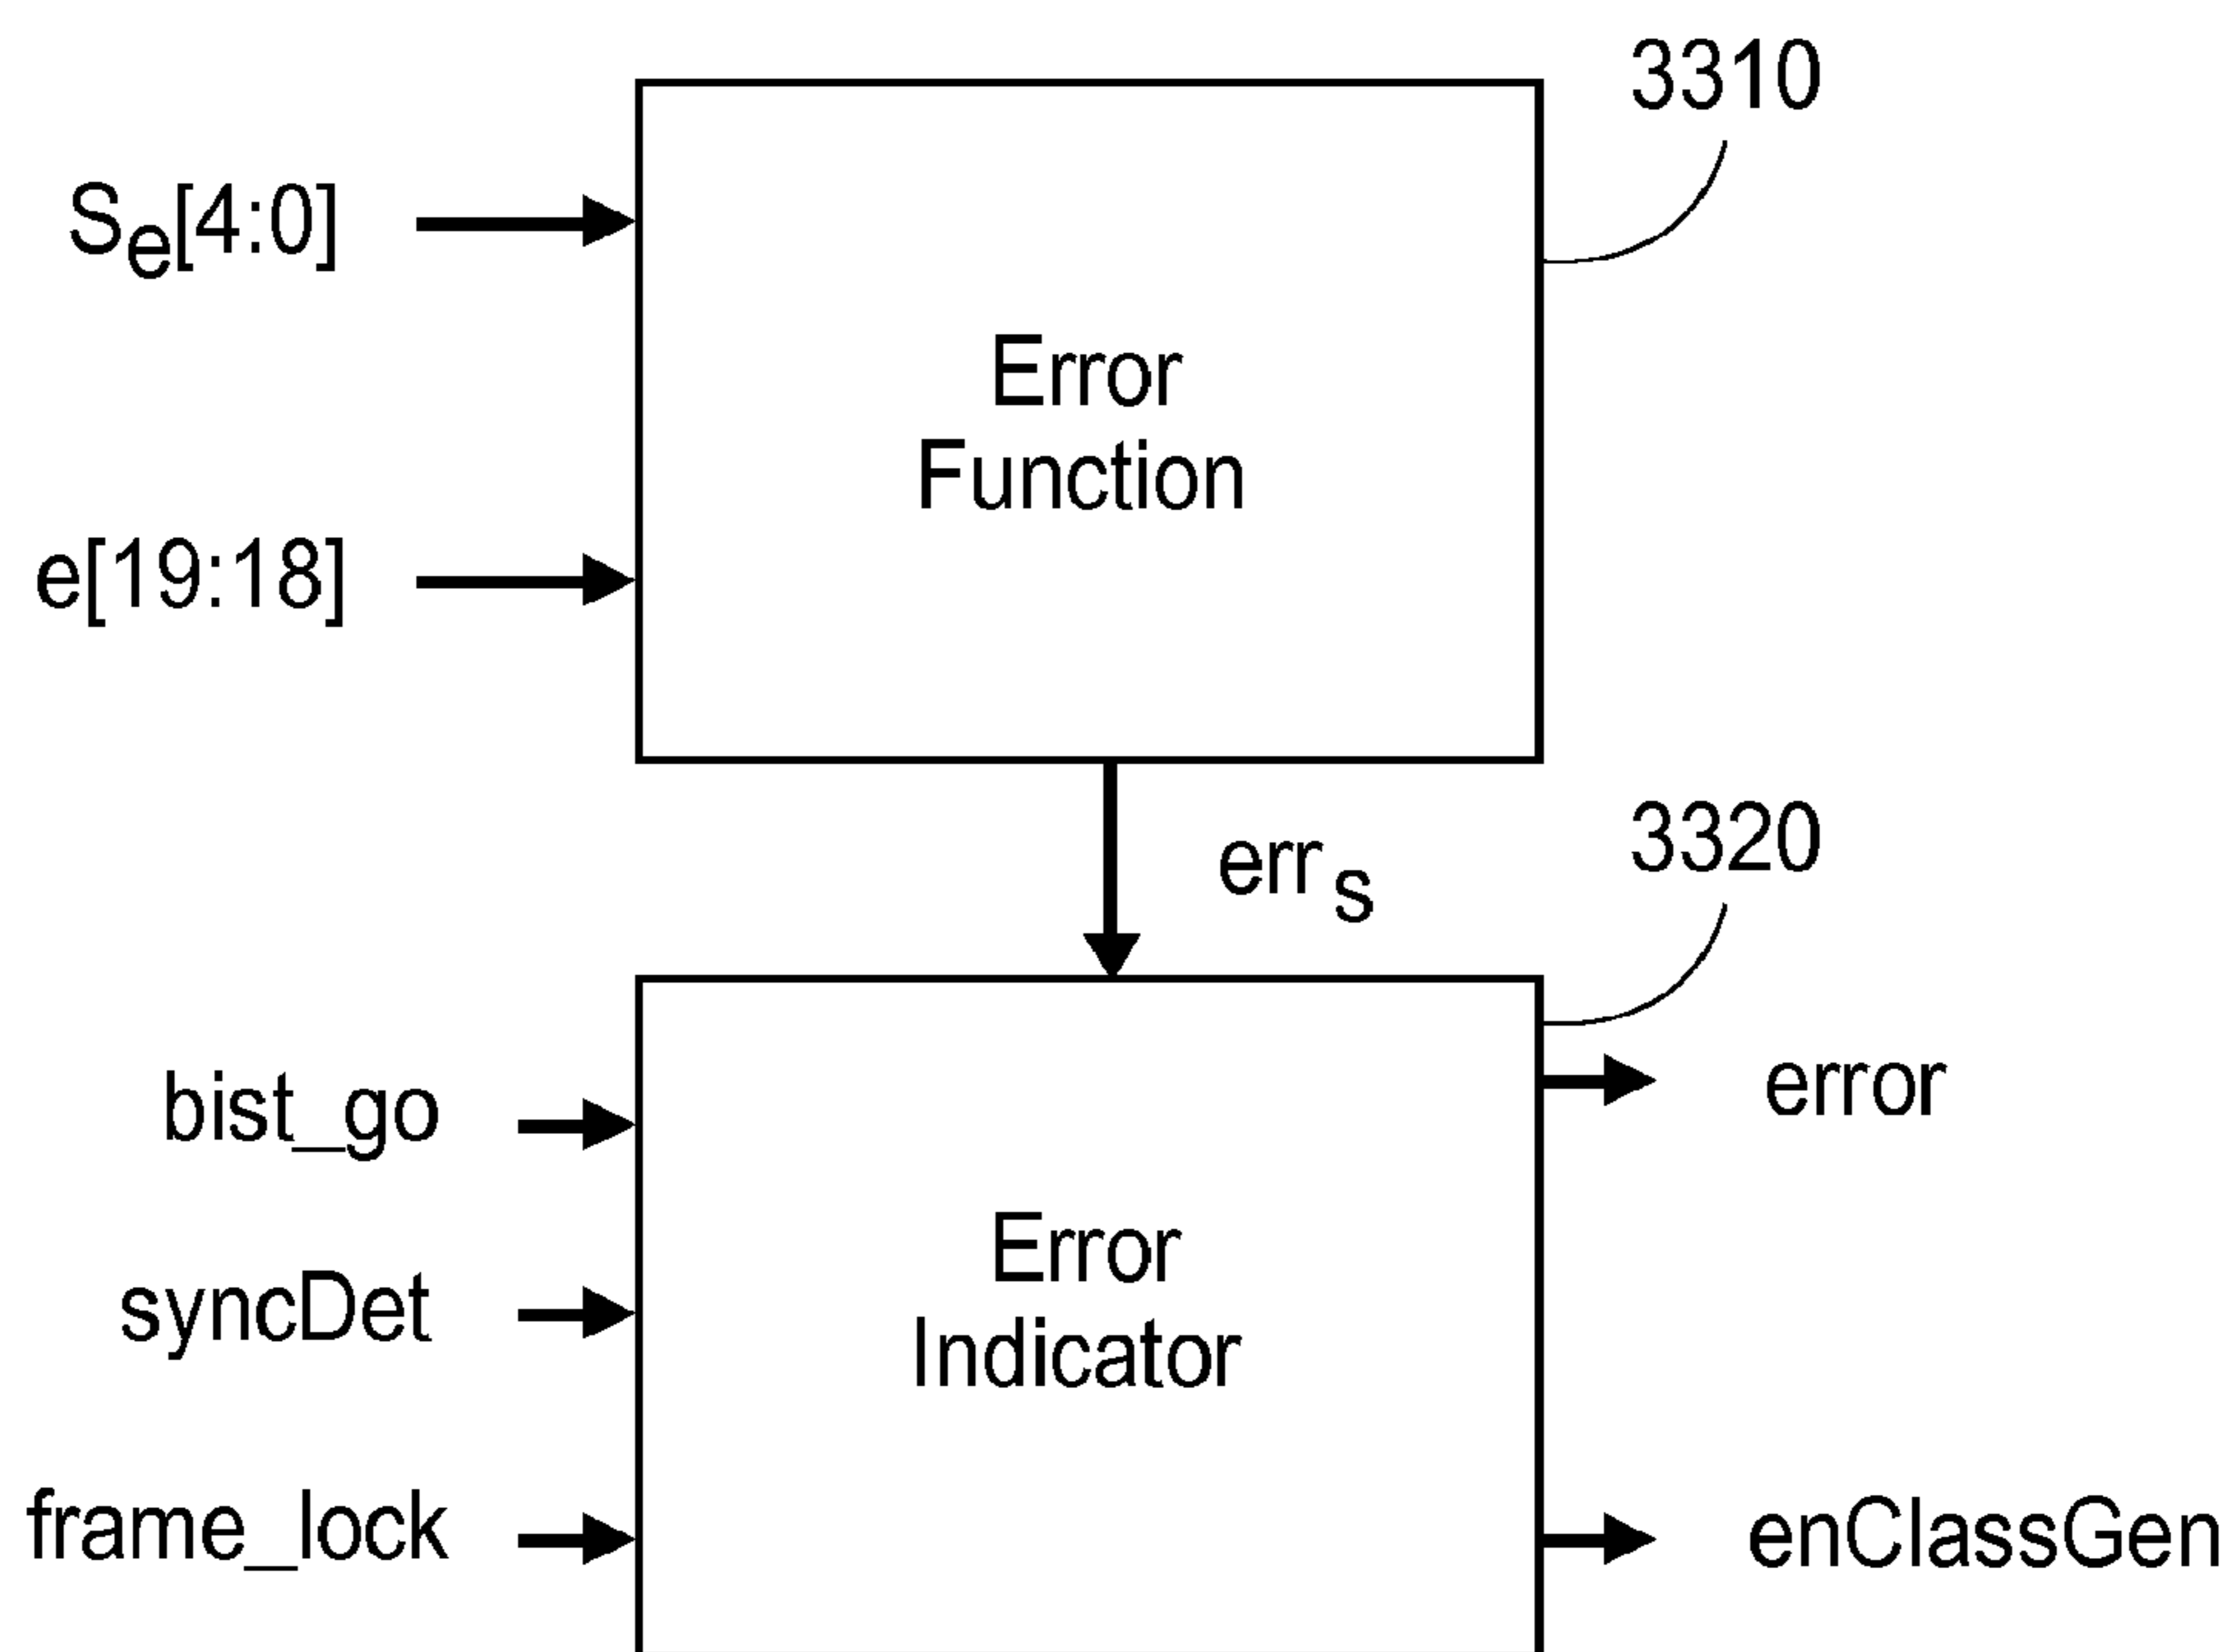 3310
Se[4:0]
Error
Function
e[19:18]
errs
3320
bist_go
error
syncDet
Error
Indicator
frame_lock
enClassGen